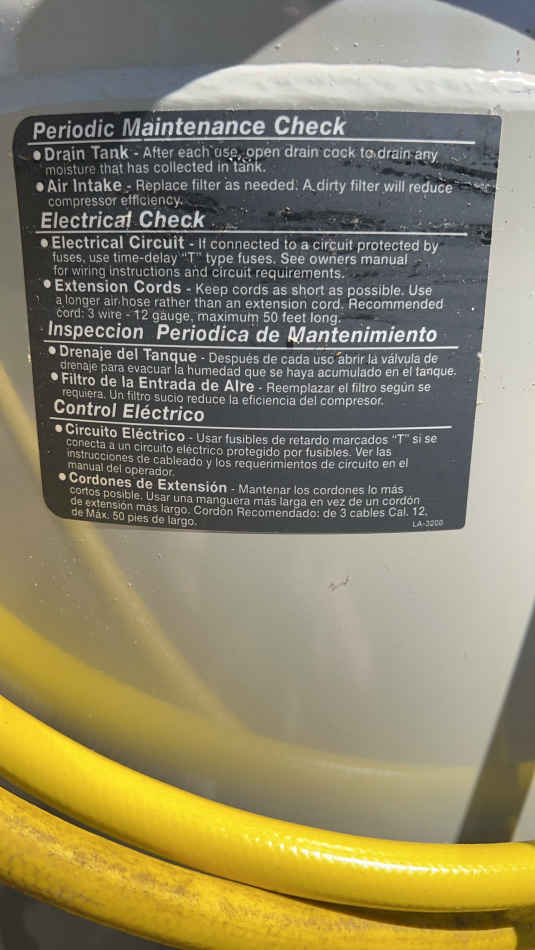 Periodic Maintenance Check
● Drain Tank - After each use, open drain cock to drain any
moisture that has collected in tank.
● Air Intake - Replace filter as needed. A dirty filter will reduce
compressor efficiency.
Electrical Check
● Electrical Circuit - If connected to a circuit protected by
fuses, use time-delay "T" type fuses. See owners manual
for wiring instructions and circuit requirements.
● Extension Cords - Keep cords as short as possible. Use
a longer air hose rather than an extension cord. Recommended
cord: 3 wire - 12 gauge, maximum 50 feet long.
Inspeccion Periodica de Mantenimiento
● Drenaje del Tanque - Después de cada uso abrir la válvula de
drenaje para evacuar la humedad que se haya acumulado en el tanque.
● Filtro de la Entrada de AIre - Reemplazar el filtro según se
requiera. Un filtro sucio reduce la eficiencia del compresor.
Control Eléctrico
● Circuito Eléctrico - Usar fusibles de retardo marcados "T" si se
conecta a un circuito eléctrico protegido por fusibles. Ver las
instrucciones de cableado y los requerimientos de circuito en el
manual del operador.
● Cordones de Extensión - Mantenar los cordones lo más
cortos posible. Usar una manguera más larga en vez de un cordón
de extensión más largo. Cordón Recomendado: de 3 cables Cal. 12,
de Máx. 50 pies de largo.
LA-3200